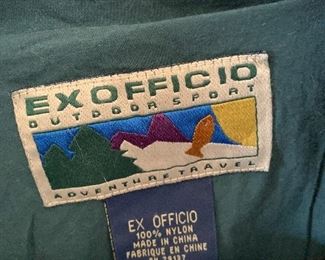 EXOFFICIO
OUTDOOR SPORT
ADVENTURE TRAVEL
EX OFFICIO
100% NYLON
MADE IN CHINA
FABRIQUE EN CHINE